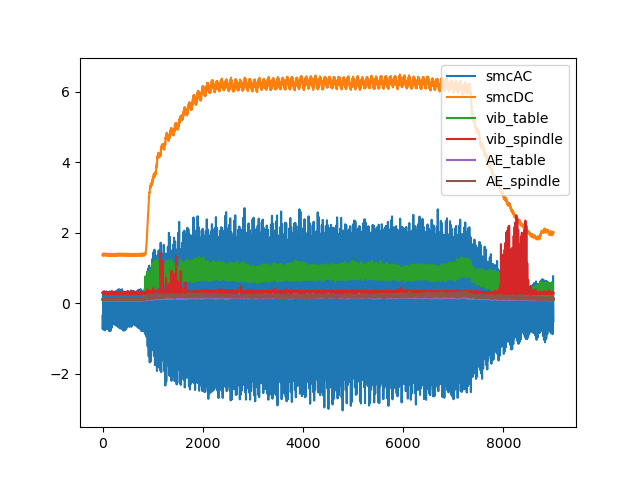 6
4
2
0
−2
0
2000
4000
6000
8000
smcAC
smcDC
vib_table
vib_spindle
AE_table
AE_spindle